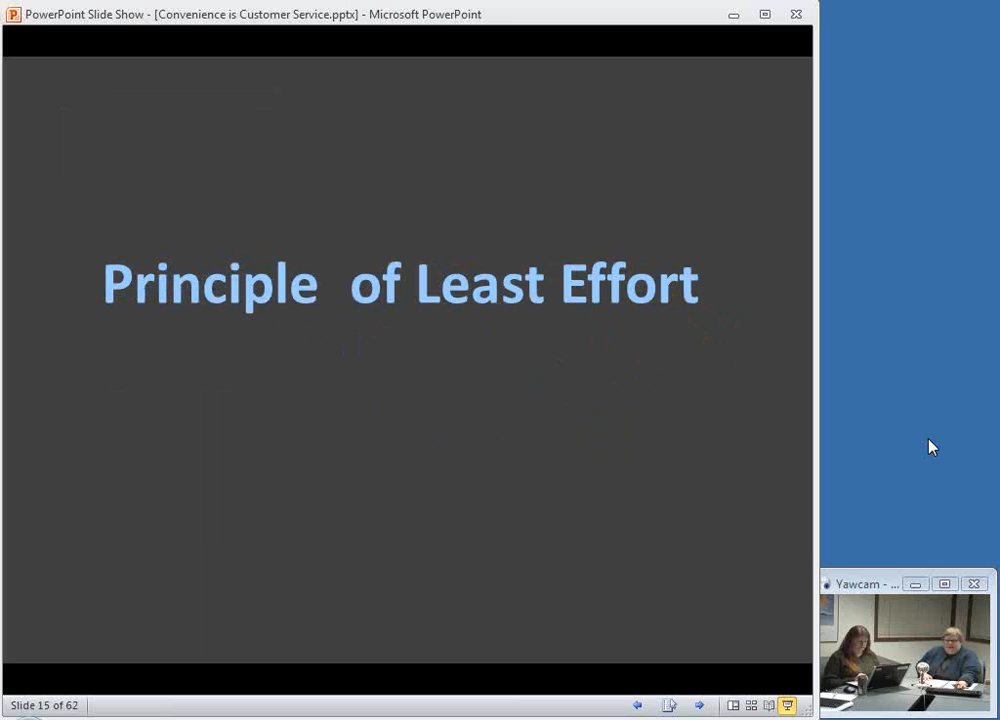 PowerPoint Slide Show - [Convenience is Customer Service.pptx] - Microsoft PowerPoint
Principle of Least Effort
Yawcam - ...
Slide 15 of 62